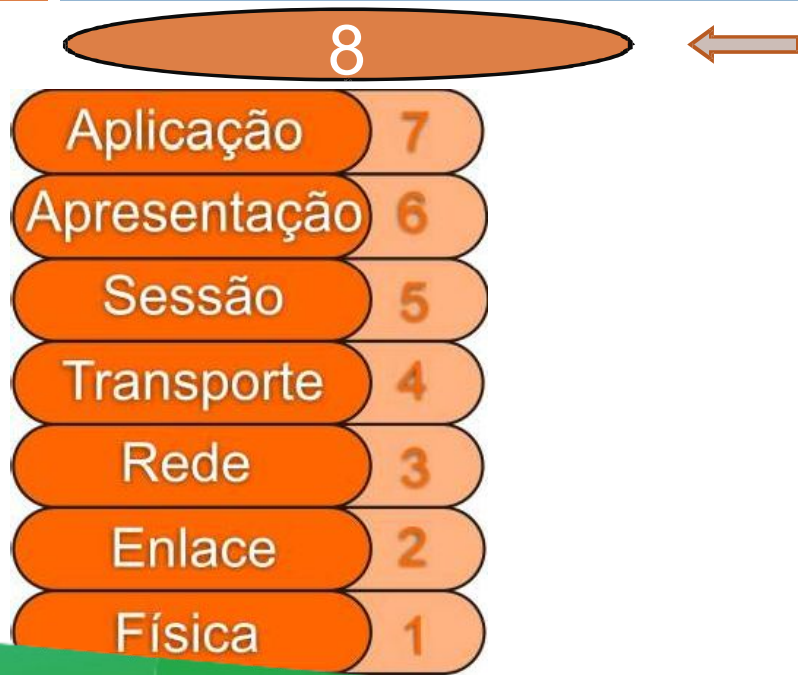 8
Aplicação 7
Apresentação 6
Sessão 5
Transporte 4
Rede 3
Enlace 2
Física 1